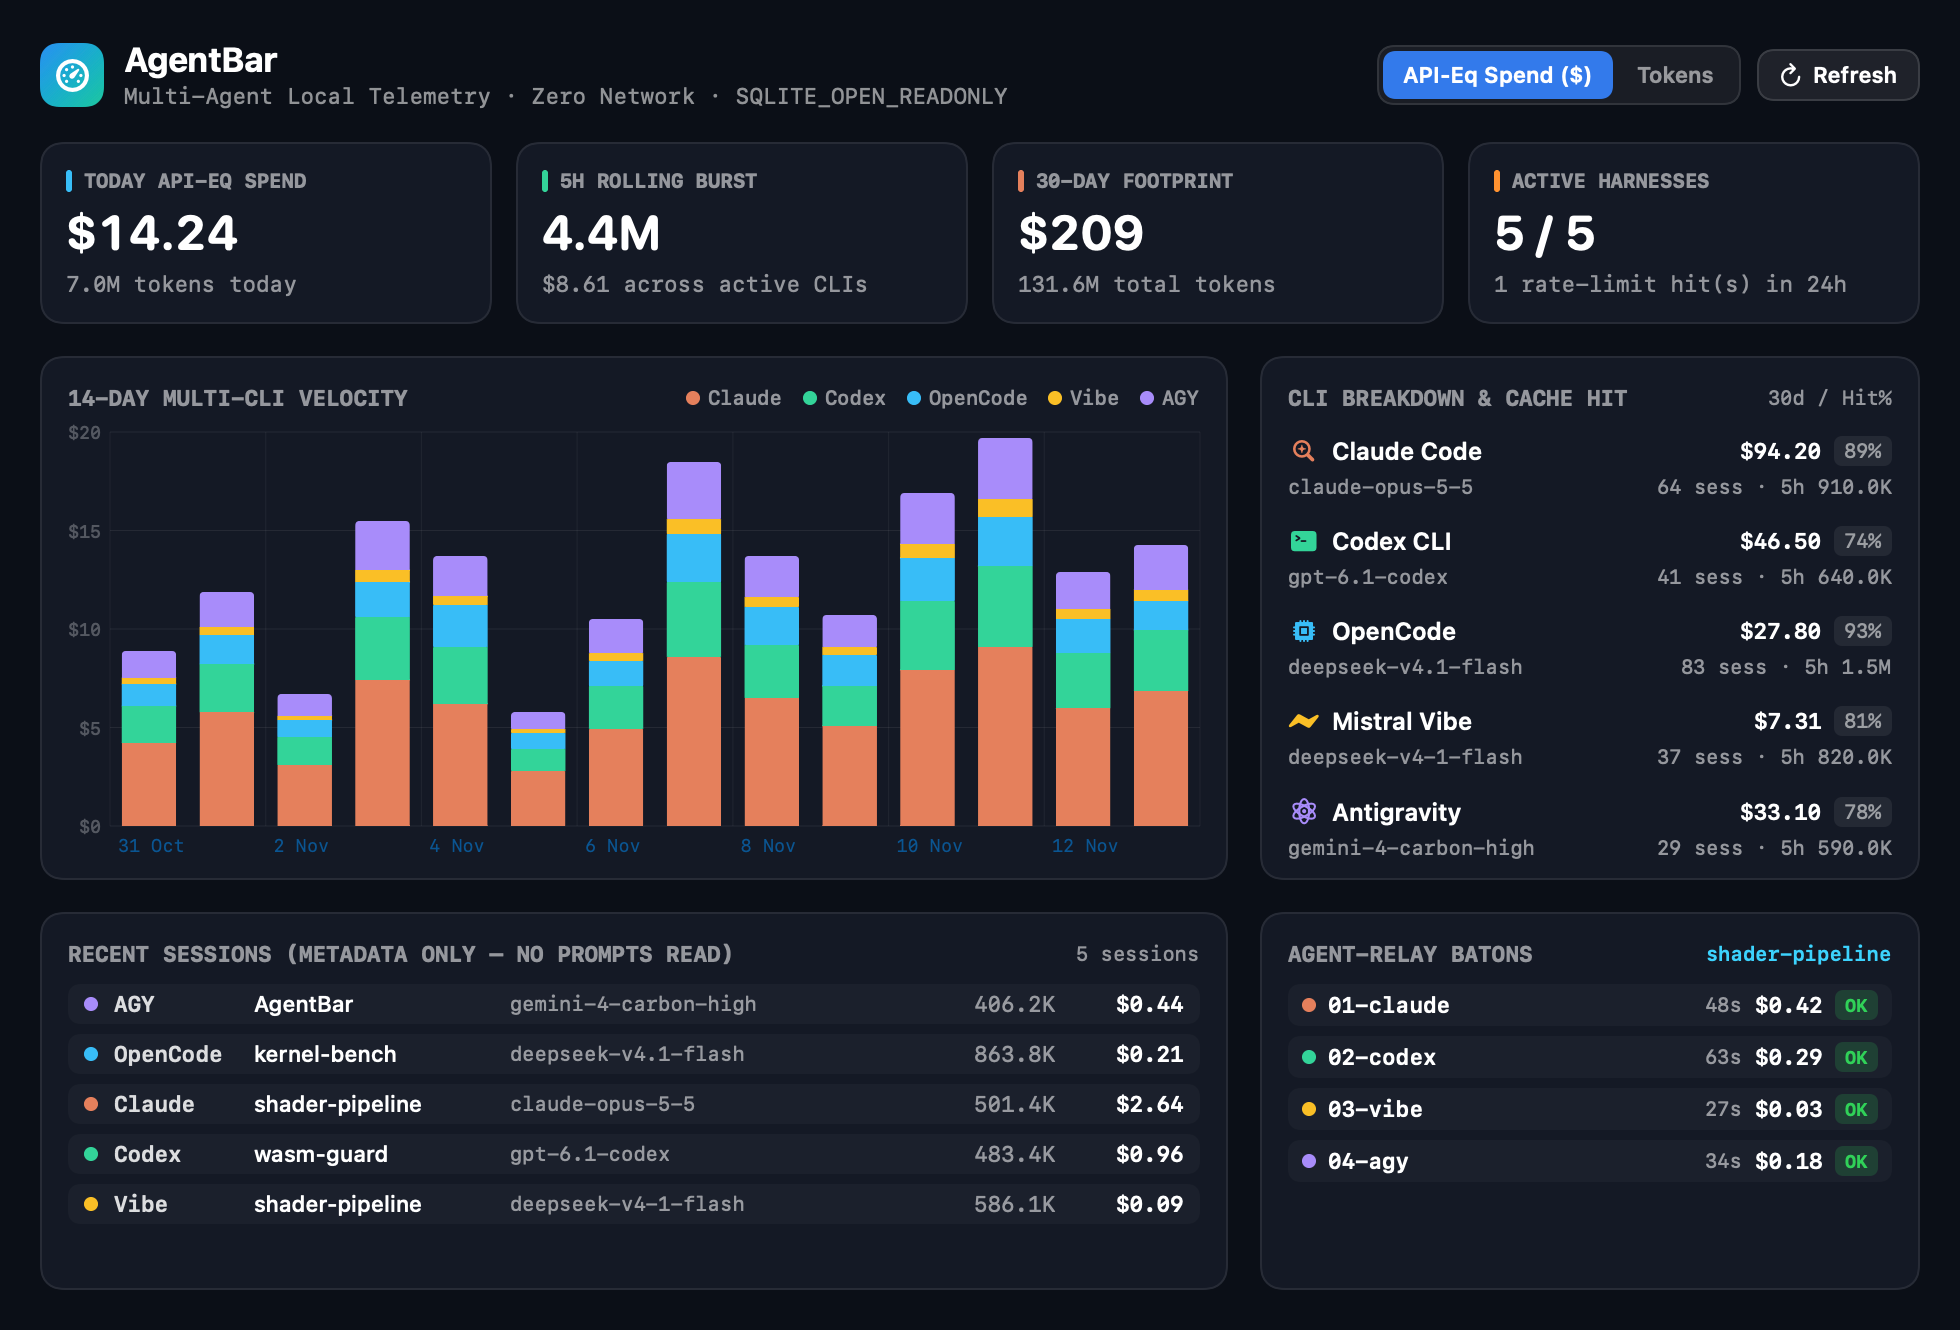 AgentBar
Multi-Agent Local Telemetry · Zero Network · SQLITE_OPEN_READONLY
API-Eq Spend ($)
Tokens
Refresh
TODAY API-EQ SPEND
$14.24
7.0M tokens today
5H ROLLING BURST
4.4M
$8.61 across active CLIs
30-DAY FOOTPRINT
$209
131.6M total tokens
ACTIVE HARNESSES
5 / 5
1 rate-limit hit(s) in 24h
14-DAY MULTI-CLI VELOCITY
Claude
Codex
OpenCode
Vibe
AGY
$20
$15
$10
$5
$0
31 Oct
2 Nov
4 Nov
6 Nov
8 Nov
10 Nov
12 Nov
CLI BREAKDOWN & CACHE HIT
30d / Hit%
Claude Code $94.20 89%
claude-opus-5-5 64 sess · 5h 910.0K
Codex CLI $46.50 74%
gpt-6.1-codex 41 sess · 5h 640.0K
OpenCode $27.80 93%
deepseek-v4.1-flash 83 sess · 5h 1.5M
Mistral Vibe $7.31 81%
deepseek-v4-1-flash 37 sess · 5h 820.0K
Antigravity $33.10 78%
gemini-4-carbon-high 29 sess · 5h 590.0K
RECENT SESSIONS (METADATA ONLY — NO PROMPTS READ)
5 sessions
AGY AgentBar gemini-4-carbon-high 406.2K $0.44
OpenCode kernel-bench deepseek-v4.1-flash 863.8K $0.21
Claude shader-pipeline claude-opus-5-5 501.4K $2.64
Codex wasm-guard gpt-6.1-codex 483.4K $0.96
Vibe shader-pipeline deepseek-v4-1-flash 586.1K $0.09
AGENT-RELAY BATONS
shader-pipeline
01-claude 48s $0.42 OK
02-codex 63s $0.29 OK
03-vibe 27s $0.03 OK
04-agy 34s $0.18 OK